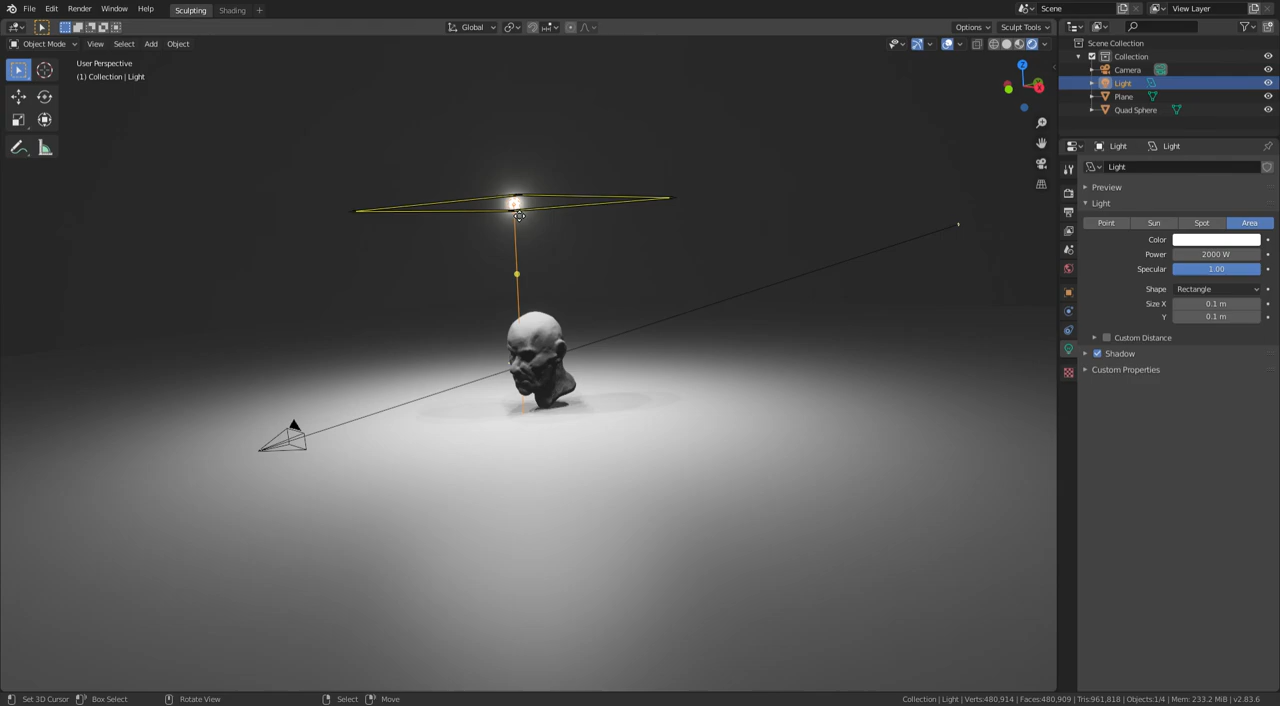 File Edit Render Window Help Sculpting Shading + Scene View Layer
Global Options Sculpt Tools
Object Mode View Select Add Object
User Perspective
(1) Collection | Light
Z
Scene Collection
Collection
Camera
Light
Plane
Quad Sphere
Light Light
Light
Preview
Light
Point Sun Spot Area
Color
Power 2000 W
Specular 1.00
Shape Rectangle
Size X 0.1 m
Y 0.1 m
Custom Distance
Shadow
Custom Properties
Set 3D Cursor Box Select Rotate View Select Move Collection | Light | Verts:480,914 | Faces:480,909 | Tris:961,818 | Objects:1/4 | Mem: 233.2 MiB | v2.83.6